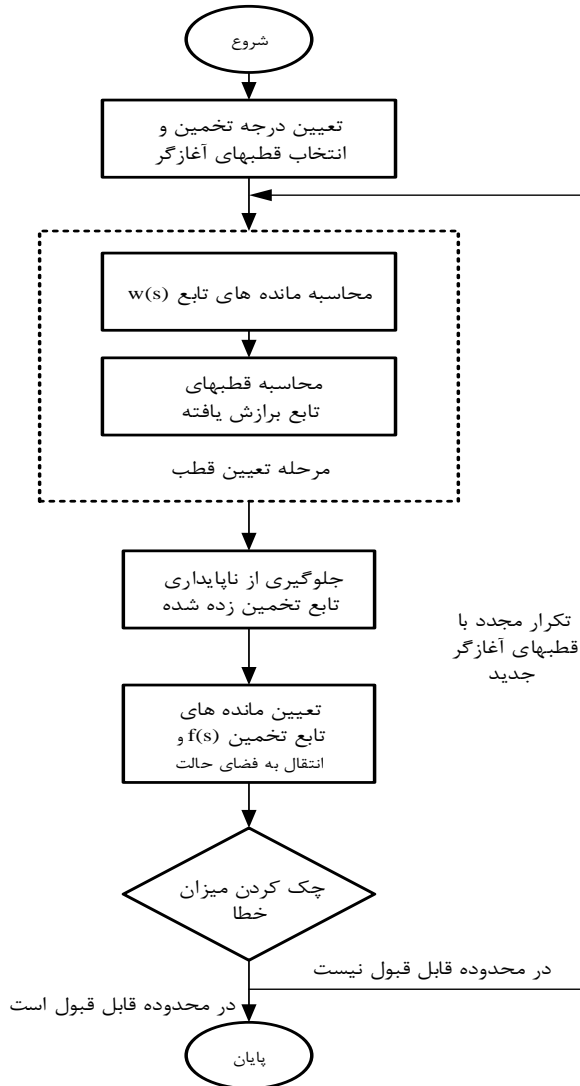 شروع
تعیین درجه تخمین و
انتخاب قطبهای آغازگر
محاسبه مانده های تابع w(s)
محاسبه قطبهای
تابع برازش یافته
مرحله تعیین قطب
جلوگیری از ناپایداری
تابع تخمین زده شده
تکرار مجدد با
قطبهای آغازگر
جدید
تعیین مانده های
تابع تخمین f(s) و
انتقال به فضای حالت
چک کردن میزان
خطا
در محدوده قابل قبول نیست
در محدوده قابل قبول است
پایان